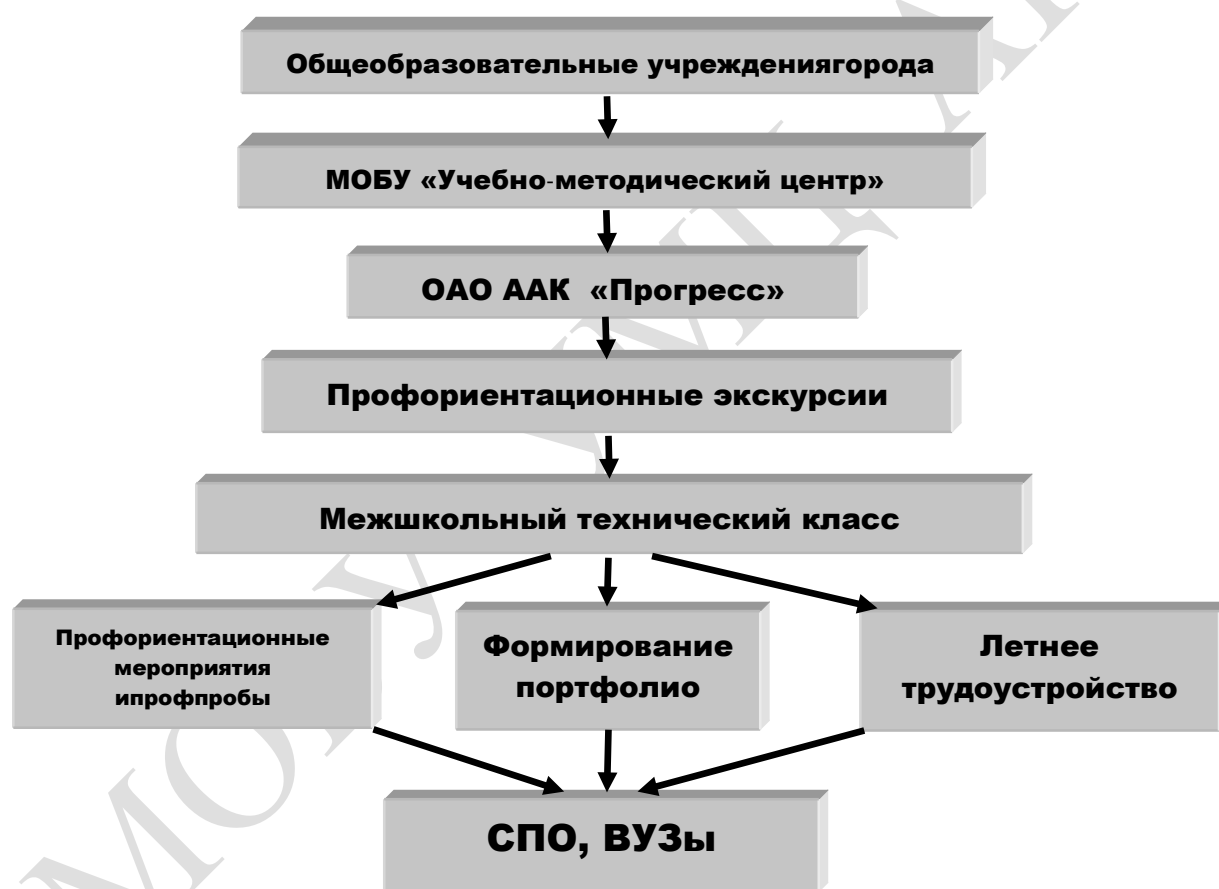 Общеобразовательные учреждениягорода
МОБУ «Учебно-методический центр»
ОАО ААК «Прогресс»
Профориентационные экскурсии
Межшкольный технический класс
Профориентационные
мероприятия
ипрофпробы
Формирование
портфолио
Летнее
трудоустройство
СПО, ВУЗы